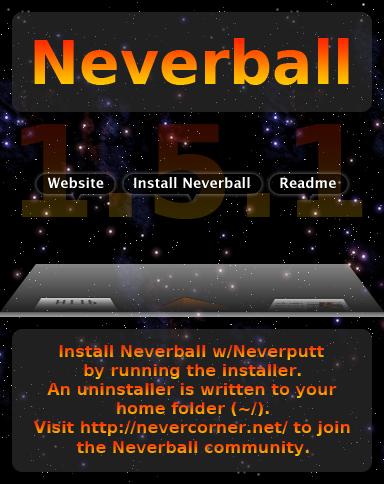 Neverball
1.5.1
Website Install Neverball Readme
Install Neverball w/Neverputt
by running the installer.
An uninstaller is written to your
home folder (~/).
Visit http://nevercorner.net/ to join
the Neverball community.